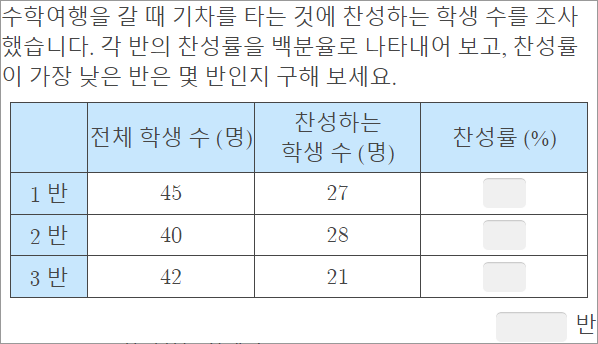 수학여행을 갈 때 기차를 타는 것에 찬성하는 학생 수를 조사
했습니다. 각 반의 찬성률을 백분율로 나타내어 보고, 찬성률
이 가장 낮은 반은 몇 반인지 구해 보세요.
전체 학생 수 (명) 찬성하는 학생 수 (명) 찬성률 (%)
1 반 45 27
2 반 40 28
3 반 42 21
반